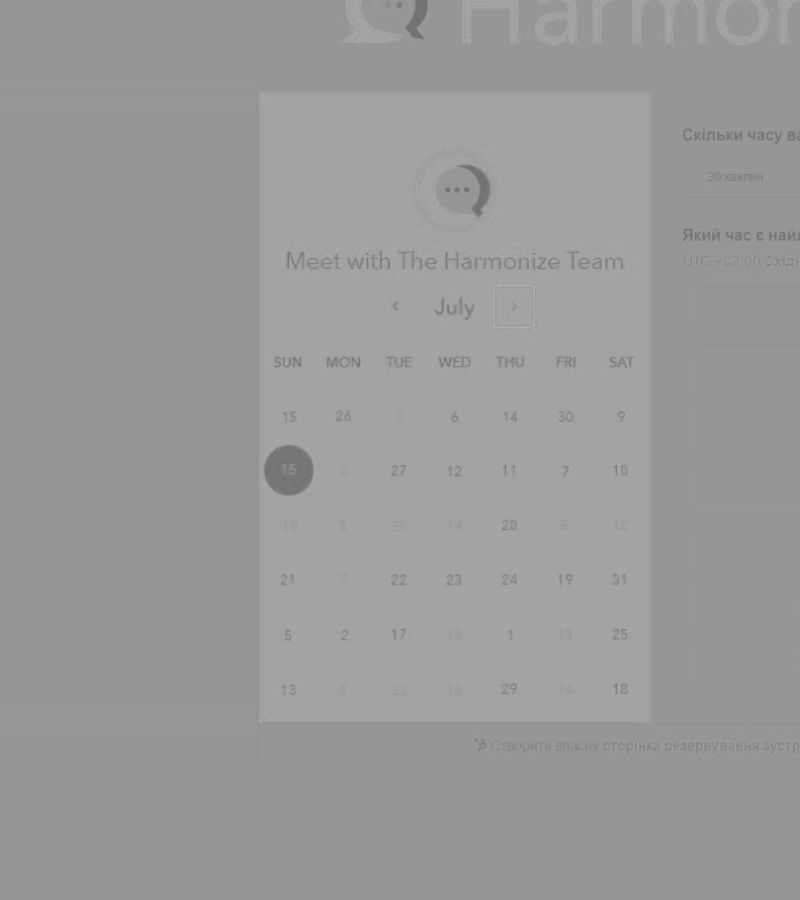 Harmon
Meet with The Harmonize Team
‹ July ›
SUN MON TUE WED THU FRI SAT
15 26 1 6 14 30 9
15 2 27 12 11 7 10
10 5 28 14 20 5 12
21 2 22 23 24 19 31
5 2 17 18 1 13 25
13 6 22 18 29 14 18
Скільки часу ва
30 хвилин
Який час є найл
UTC +03:00 Східн
Створити власну сторінка резервування зустр